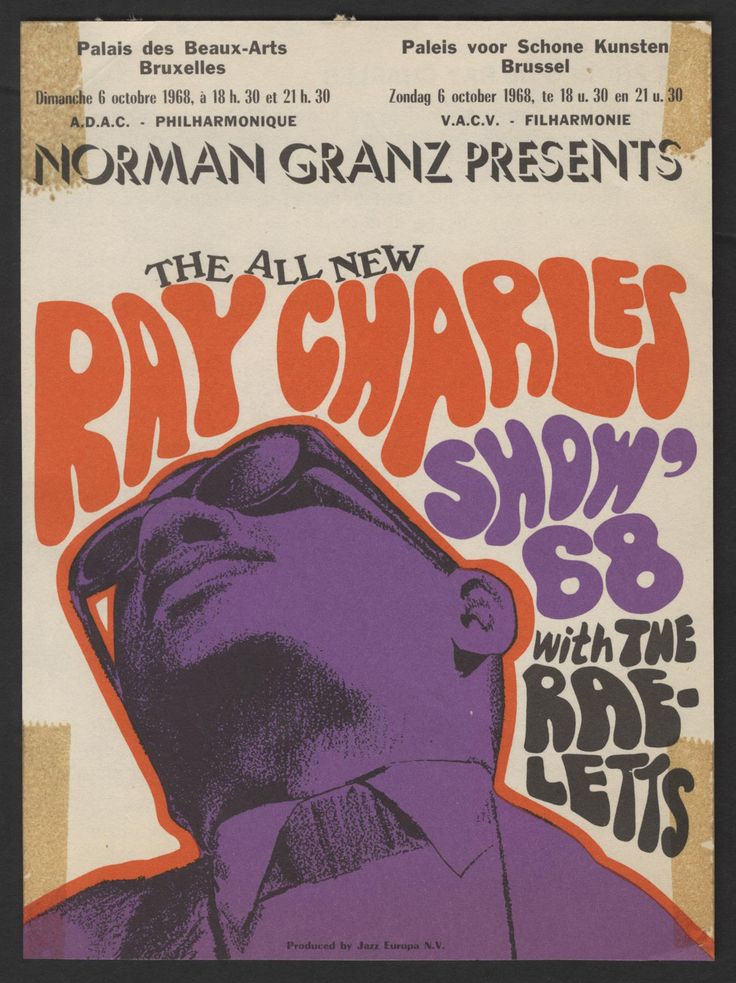 Palais des Beaux-Arts
Bruxelles
Dimanche 6 octobre 1968, à 18 h. 30 et 21 h. 30
A.D.A.C. - PHILHARMONIQUE
Paleis voor Schone Kunsten
Brussel
Zondag 6 october 1968, te 18 u. 30 en 21 u. 30
V.A.C.V. - FILHARMONIE
NORMAN GRANZ PRESENTS
THE ALL NEW
RAY CHARLES
SHOW'
68
with THE
RAE-
LETTS
Produced by Jazz Europa N.V.